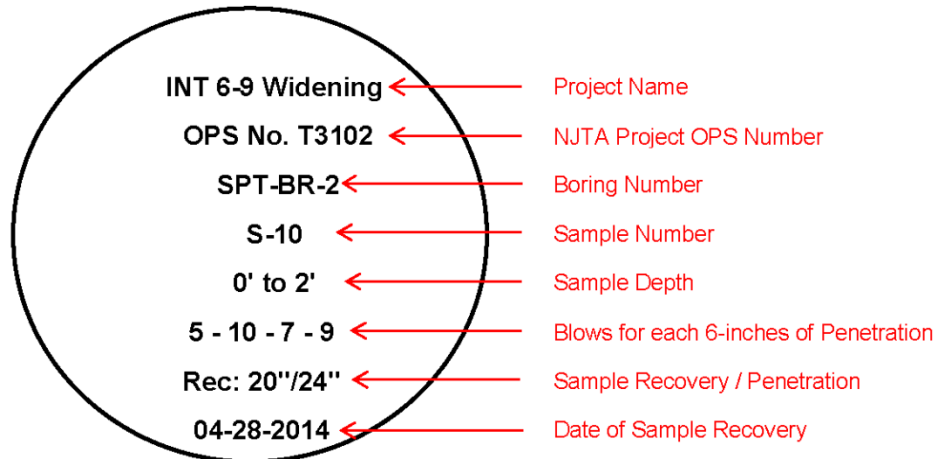 INT 6-9 Widening Project Name
OPS No. T3102 NJTA Project OPS Number
SPT-BR-2 Boring Number
S-10 Sample Number
0' to 2' Sample Depth
5 - 10 - 7 - 9 Blows for each 6-inches of Penetration
Rec: 20"/24" Sample Recovery / Penetration
04-28-2014 Date of Sample Recovery